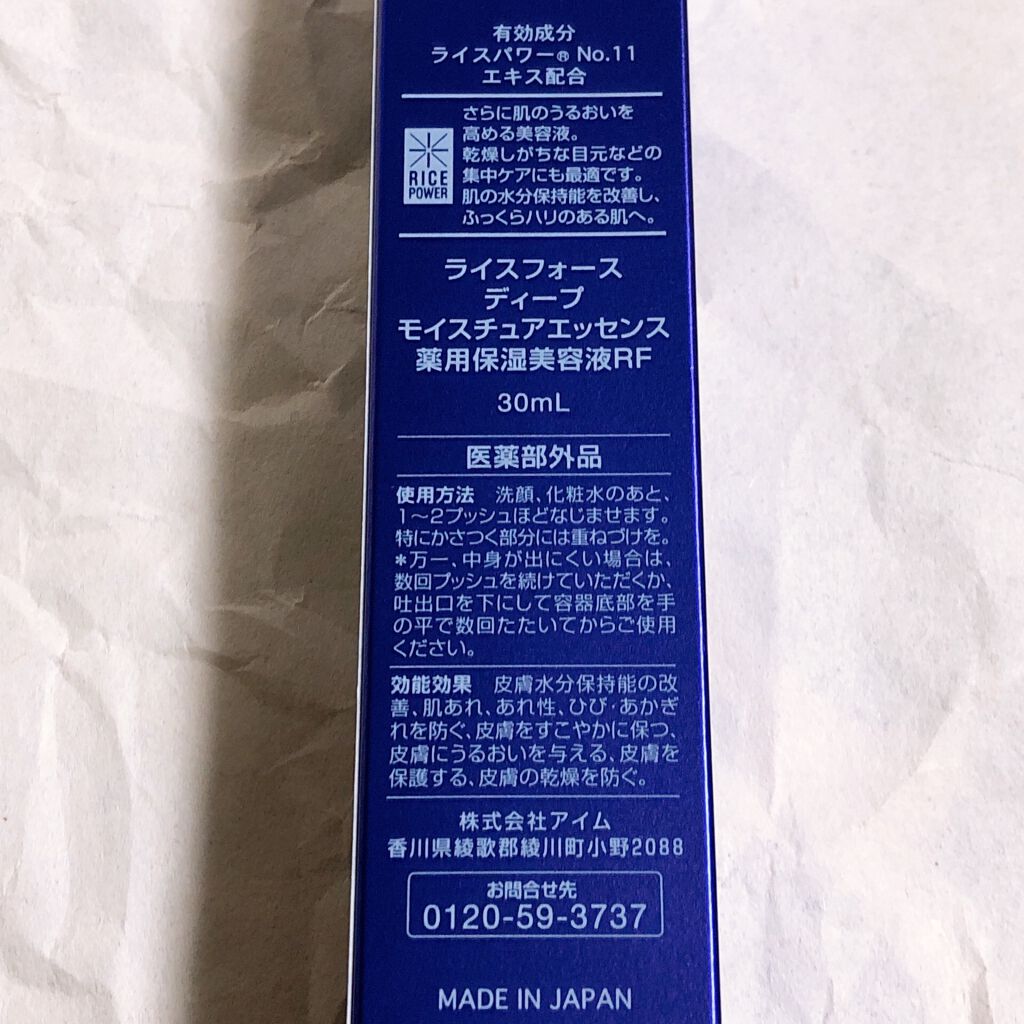 有効成分
ライスパワー® No.11
エキス配合
RICE
POWER
さらに肌のうるおいを
高める美容液。
乾燥しがちな目元などの
集中ケアにも最適です。
肌の水分保持能を改善し、
ふっくらハリのある肌へ。
ライスフォース
ディープ
モイスチュアエッセンス
薬用保湿美容液RF
30mL
医薬部外品
使用方法 洗顔、化粧水のあと、
1〜2プッシュほどなじませます。
特にかさつく部分には重ねづけを。
*万一、中身が出にくい場合は、
数回プッシュを続けていただくか、
吐出口を下にして容器底部を手
の平で数回たたいてからご使用
ください。
効能効果 皮膚水分保持能の改
善、肌あれ、あれ性、ひび・あかぎ
れを防ぐ、皮膚をすこやかに保つ、
皮膚にうるおいを与える、皮膚を
保護する、皮膚の乾燥を防ぐ。
株式会社アイム
香川県綾歌郡綾川町小野2088
お問合せ先
0120-59-3737
MADE IN JAPAN